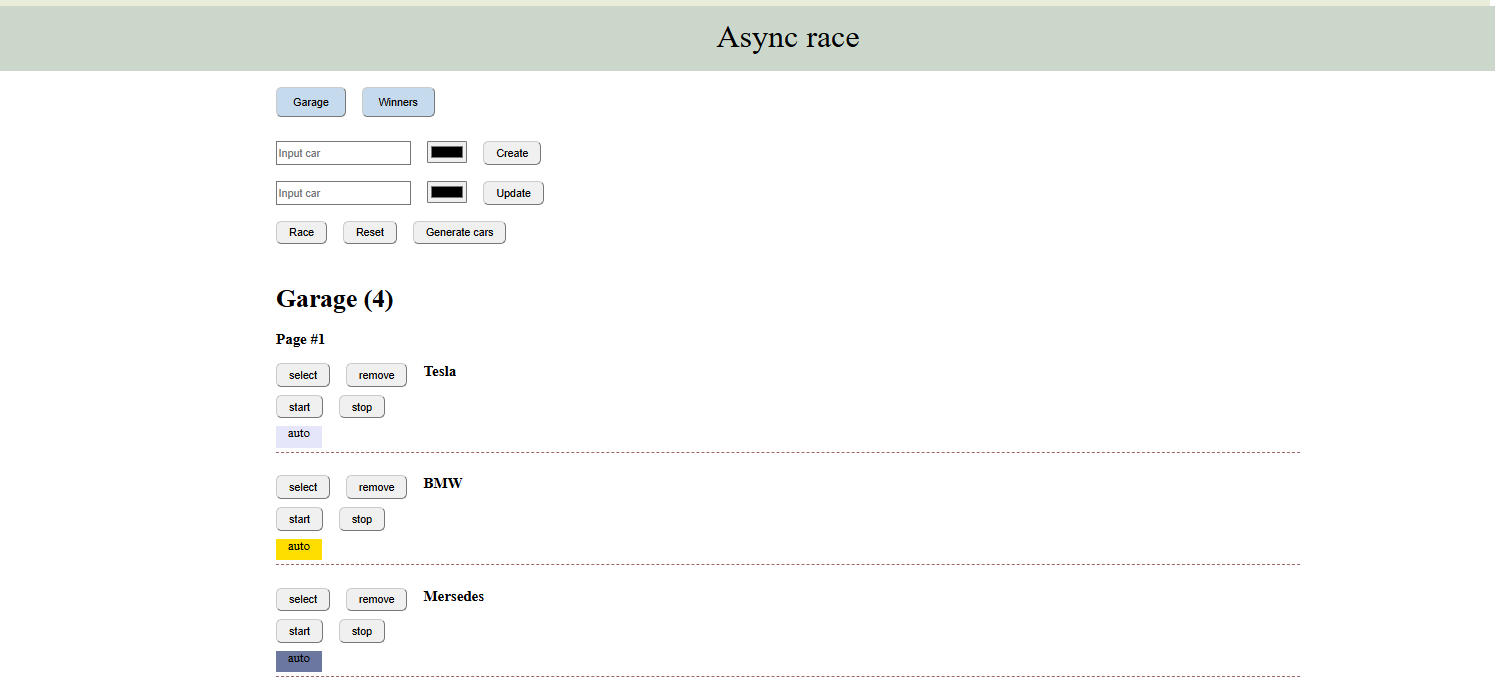 Async race
Garage Winners
Input car Create
Input car Update
Race Reset Generate cars
Garage (4)
Page #1
select remove Tesla
start stop
auto
select remove BMW
start stop
auto
select remove Mersedes
start stop
auto